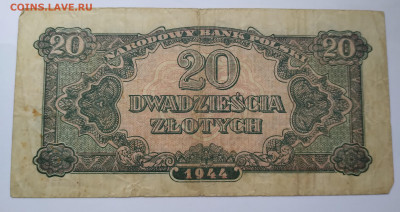 COINS.LAVE.RU
NARODOWY BANK POLSKI
20 20
20
DWADZIEŚCIA
ZŁOTYCH
1944